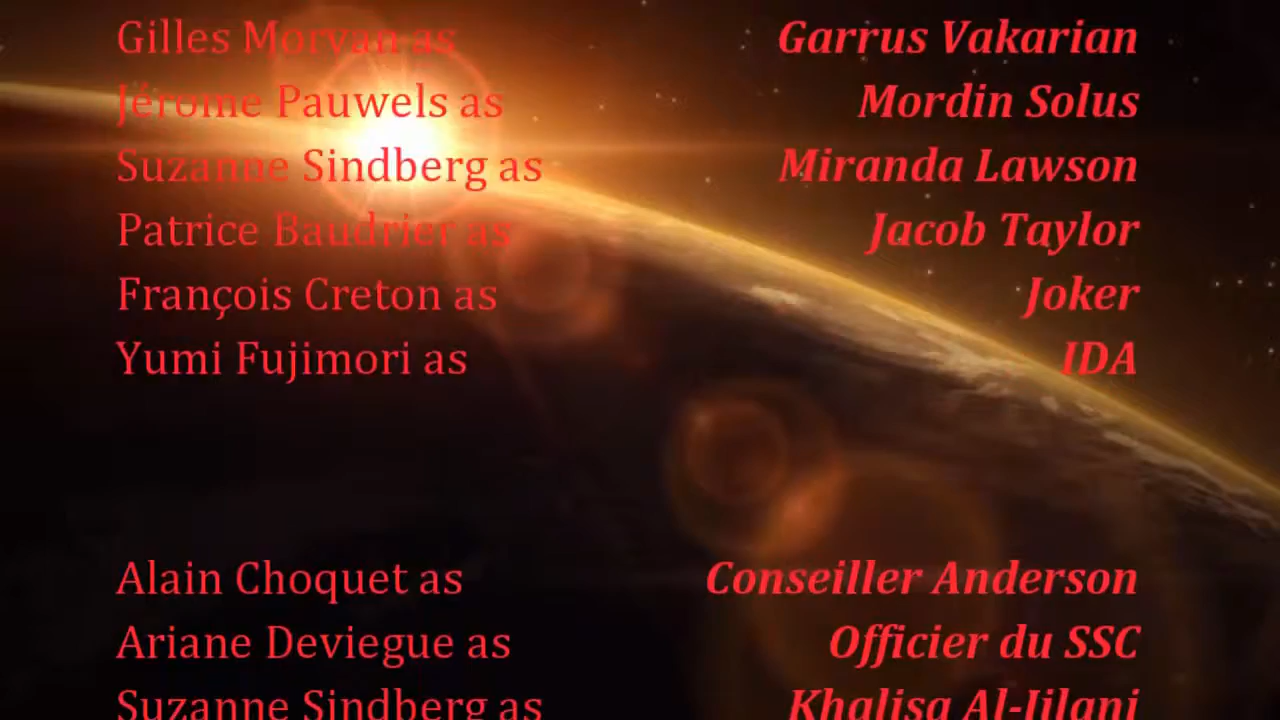 Gilles Morvan as Garrus Vakarian
Jérome Pauwels as Mordin Solus
Suzanne Sindberg as Miranda Lawson
Patrice Baudrier as Jacob Taylor
François Creton as Joker
Yumi Fujimori as IDA
Alain Choquet as Conseiller Anderson
Ariane Deviegue as Officier du SSC
Suzanne Sindberg as Khalisa Al-Jilani